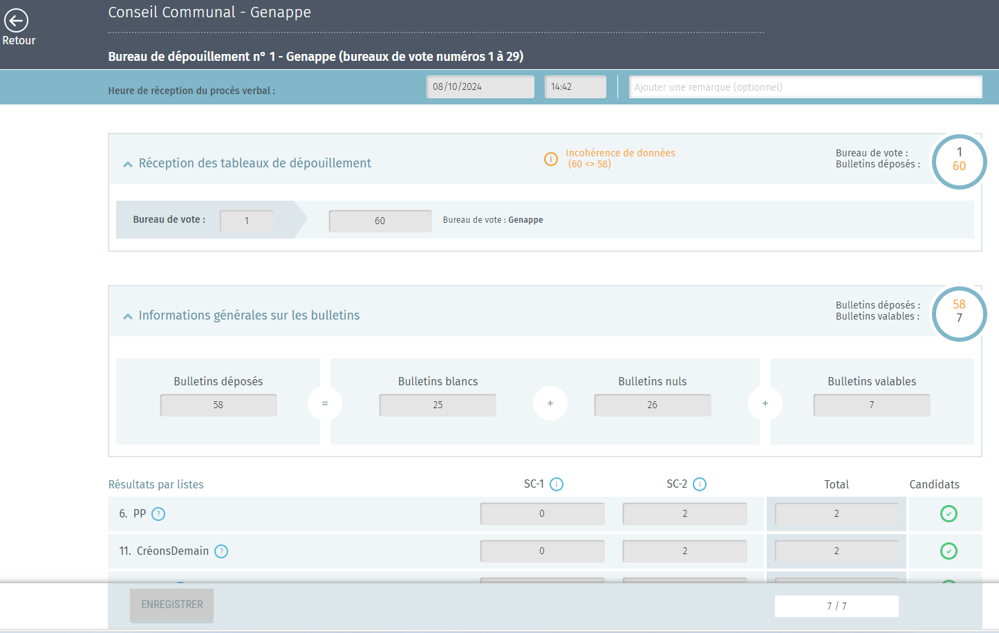 Conseil Communal - Genappe
Retour
Bureau de dépouillement n° 1 - Genappe (bureaux de vote numéros 1 à 29)
Heure de réception du procès verbal :
08/10/2024
14:42
Ajouter une remarque (optionnel)
Réception des tableaux de dépouillement
Incohérence de données
(60 <> 58)
Bureau de vote : 1
Bulletins déposés : 60
Bureau de vote : 1 60 Bureau de vote : Genappe
Informations générales sur les bulletins
Bulletins déposés : 58
Bulletins valables : 7
Bulletins déposés Bulletins blancs Bulletins nuls Bulletins valables
58 = 25 + 26 + 7
Résultats par listes SC-1 i SC-2 i Total Candidats
6. PP ? 0 2 2
11. CréonsDemain ? 0 2 2
ENREGISTRER 7 / 7